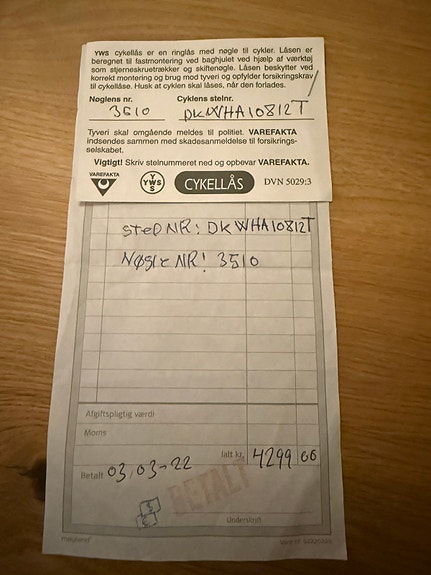 YWS cykellås er en ringlås med nøgle til cykler. Låsen er
beregnet til fastmontering ved baghjulet ved hjælp af værktøj
som stjerneskruetrækker og skiftenøgle. Låsen beskytter ved
korrekt montering og brug mod tyveri og opfylder forsikringskrav
til cykellåse. Husk at cyklen skal låses, når den forlades.
Nøglens nr. Cyklens stelnr.
3510 DKWHA10812T
Tyveri skal omgående meldes til politiet. VAREFAKTA
indsendes sammen med skadesanmeldelse til forsikrings-
selskabet.
Vigtigt! Skriv stelnummeret ned og opbevar VAREFAKTA.
VAREFAKTA YWS YWS CYKELLÅS DVN 5029:3
stel NR: DKWHA10812T
NøGle NR! 3510
Afgiftspligtig værdi
Moms
Ialt kr. 4299 00
Betalt 03,03-22
BETALT
Underskrift